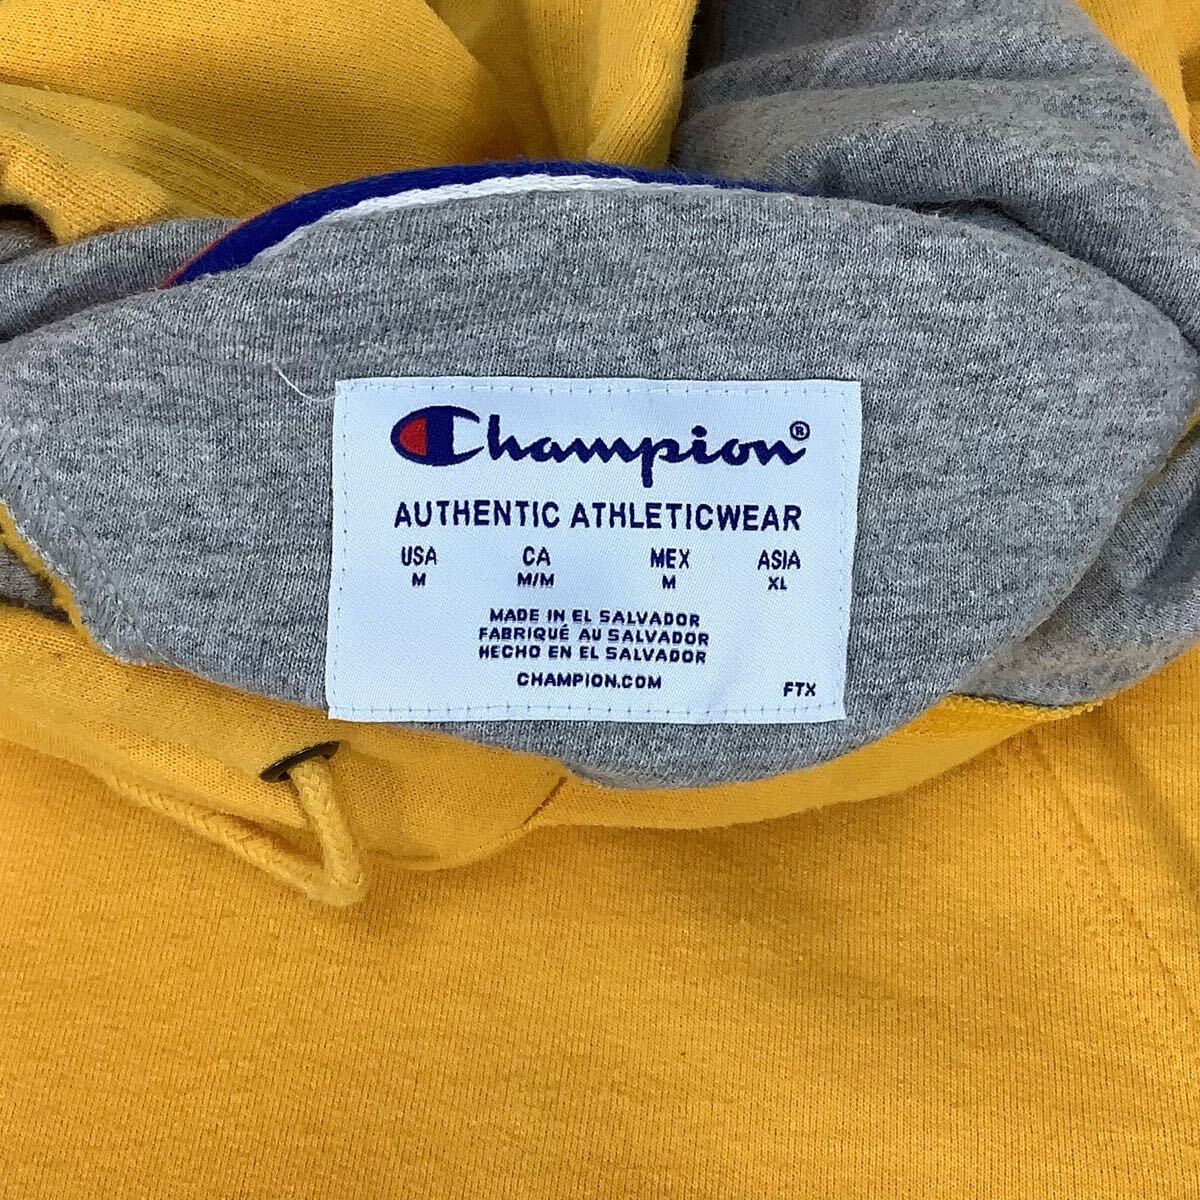 Champion®
AUTHENTIC ATHLETICWEAR
USA CA MEX ASIA
M M/M M XL
MADE IN EL SALVADOR
FABRIQUÉ AU SALVADOR
HECHO EN EL SALVADOR
CHAMPION.COM
FTX